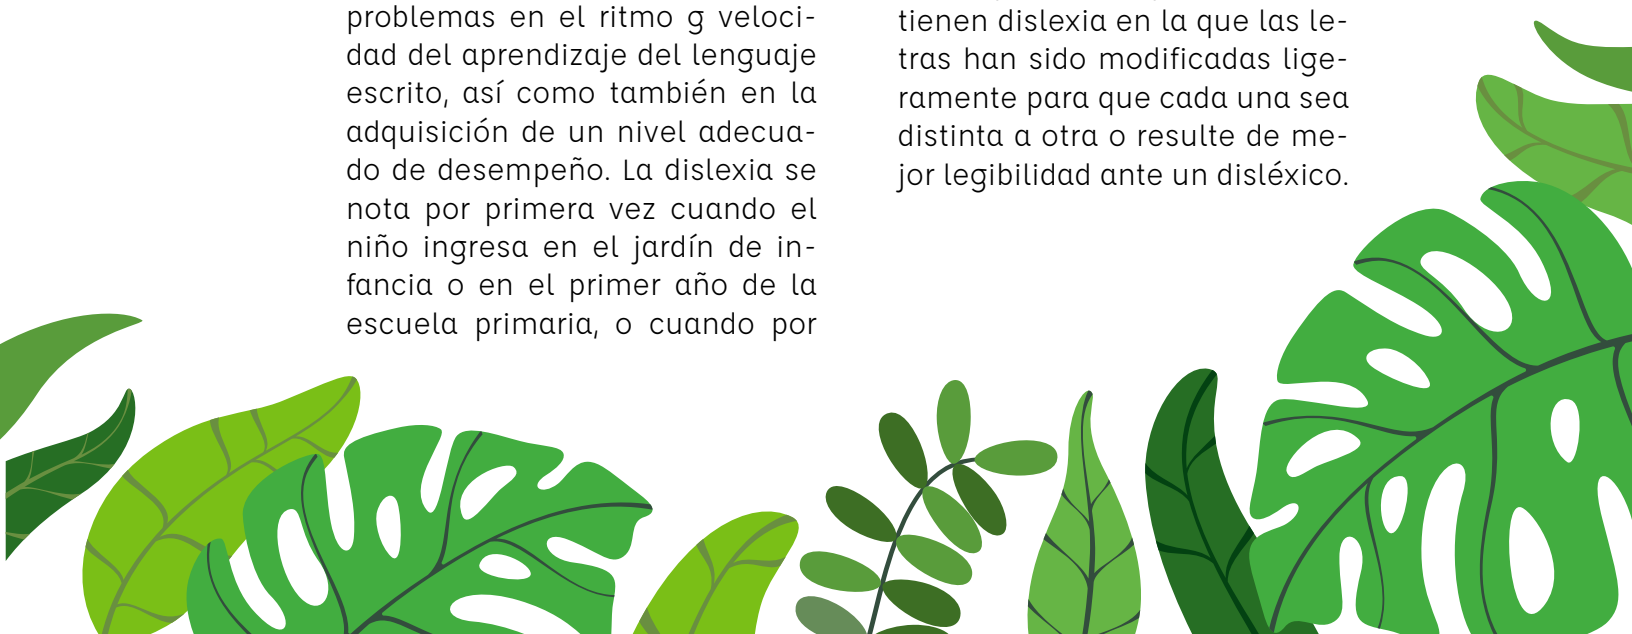 problemas en el ritmo g veloci-
dad del aprendizaje del lenguaje
escrito, así como también en la
adquisición de un nivel adecua-
do de desempeño. La dislexia se
nota por primera vez cuando el
niño ingresa en el jardín de in-
fancia o en el primer año de la
escuela primaria, o cuando por
tienen dislexia en la que las le-
tras han sido modificadas lige-
ramente para que cada una sea
distinta a otra o resulte de me-
jor legibilidad ante un disléxico.